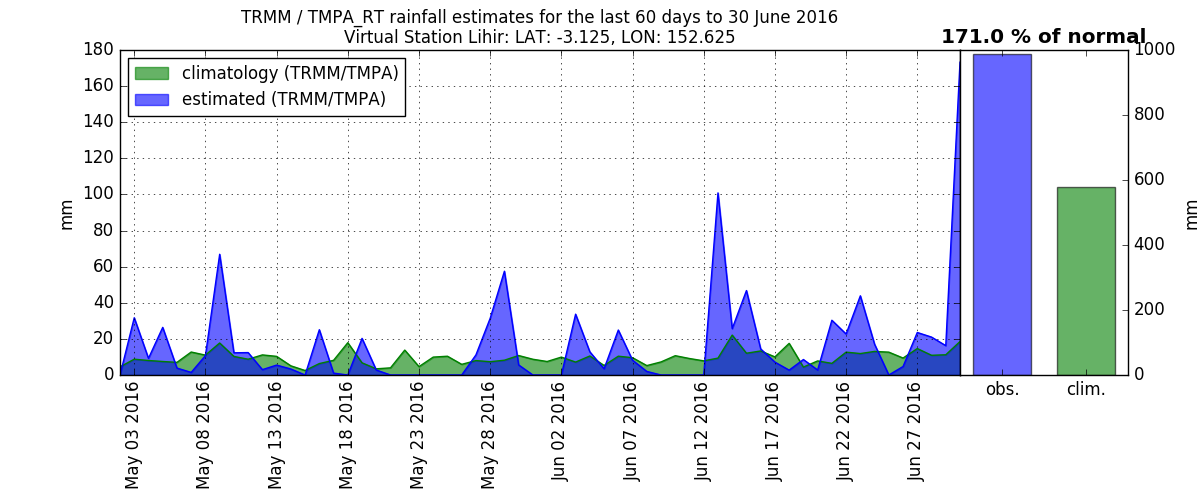 TRMM / TMPA_RT rainfall estimates for the last 60 days to 30 June 2016
Virtual Station Lihir: LAT: -3.125, LON: 152.625
171.0 % of normal
climatology (TRMM/TMPA)
estimated (TRMM/TMPA)
mm
180
160
140
120
100
80
60
40
20
0
May 03 2016
May 08 2016
May 13 2016
May 18 2016
May 23 2016
May 28 2016
Jun 02 2016
Jun 07 2016
Jun 12 2016
Jun 17 2016
Jun 22 2016
Jun 27 2016
obs.
clim.
1000
800
600
400
200
0
mm